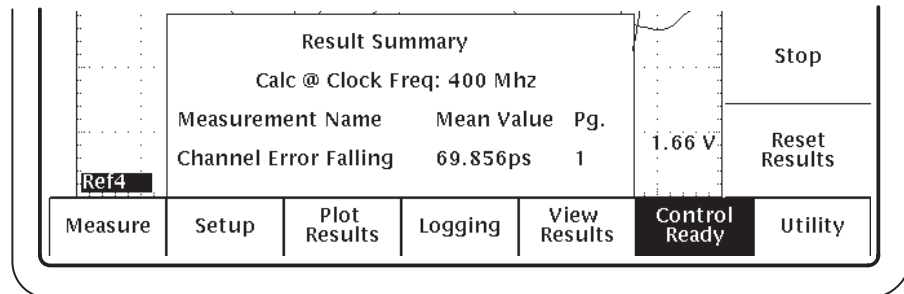 Result Summary
Calc @ Clock Freq: 400 Mhz
Measurement Name Mean Value Pg.
Channel Error Falling 69.856ps 1
1.66 V
Ref4
Stop
Reset
Results
Measure
Setup
Plot
Results
Logging
View
Results
Control
Ready
Utility